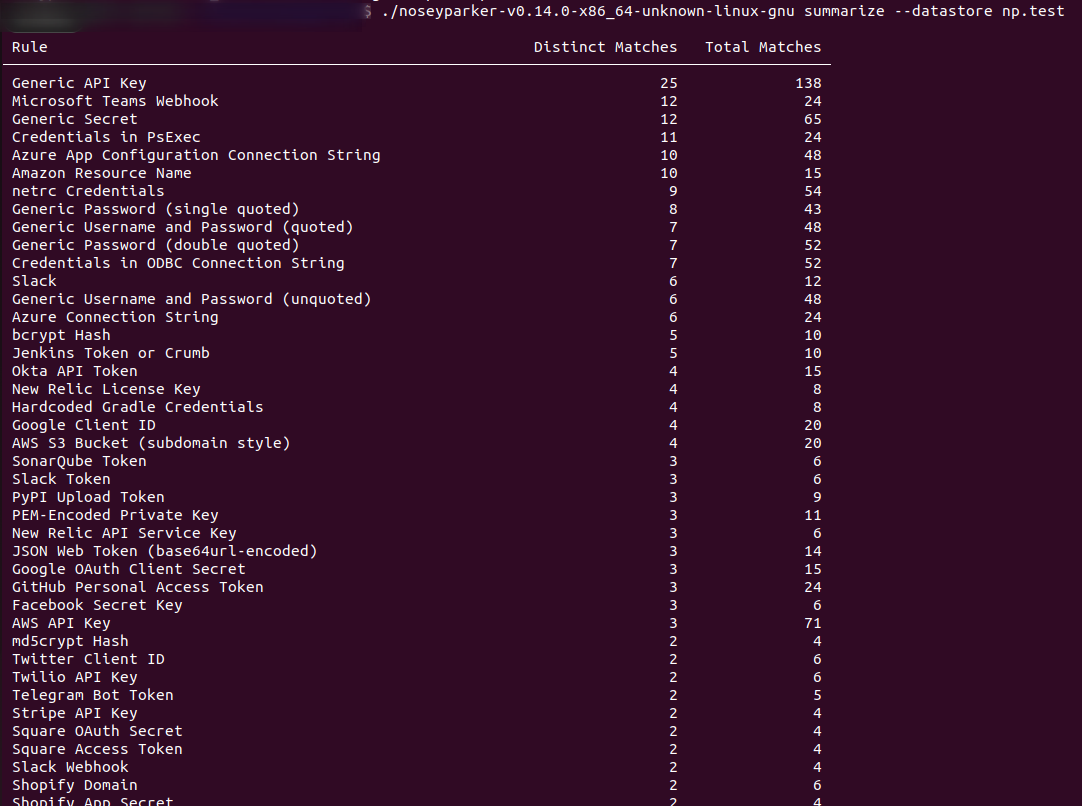 $ ./noseyparker-v0.14.0-x86_64-unknown-linux-gnu summarize --datastore np.test
Rule Distinct Matches Total Matches
Generic API Key 25 138
Microsoft Teams Webhook 12 24
Generic Secret 12 65
Credentials in PsExec 11 24
Azure App Configuration Connection String 10 48
Amazon Resource Name 10 15
netrc Credentials 9 54
Generic Password (single quoted) 8 43
Generic Username and Password (quoted) 7 48
Generic Password (double quoted) 7 52
Credentials in ODBC Connection String 7 52
Slack 6 12
Generic Username and Password (unquoted) 6 48
Azure Connection String 6 24
bcrypt Hash 5 10
Jenkins Token or Crumb 5 10
Okta API Token 4 15
New Relic License Key 4 8
Hardcoded Gradle Credentials 4 8
Google Client ID 4 20
AWS S3 Bucket (subdomain style) 4 20
SonarQube Token 3 6
Slack Token 3 6
PyPI Upload Token 3 9
PEM-Encoded Private Key 3 11
New Relic API Service Key 3 6
JSON Web Token (base64url-encoded) 3 14
Google OAuth Client Secret 3 15
GitHub Personal Access Token 3 24
Facebook Secret Key 3 6
AWS API Key 3 71
md5crypt Hash 2 4
Twitter Client ID 2 6
Twilio API Key 2 6
Telegram Bot Token 2 5
Stripe API Key 2 4
Square OAuth Secret 2 4
Square Access Token 2 4
Slack Webhook 2 4
Shopify Domain 2 6
Shopify App Secret 2 4